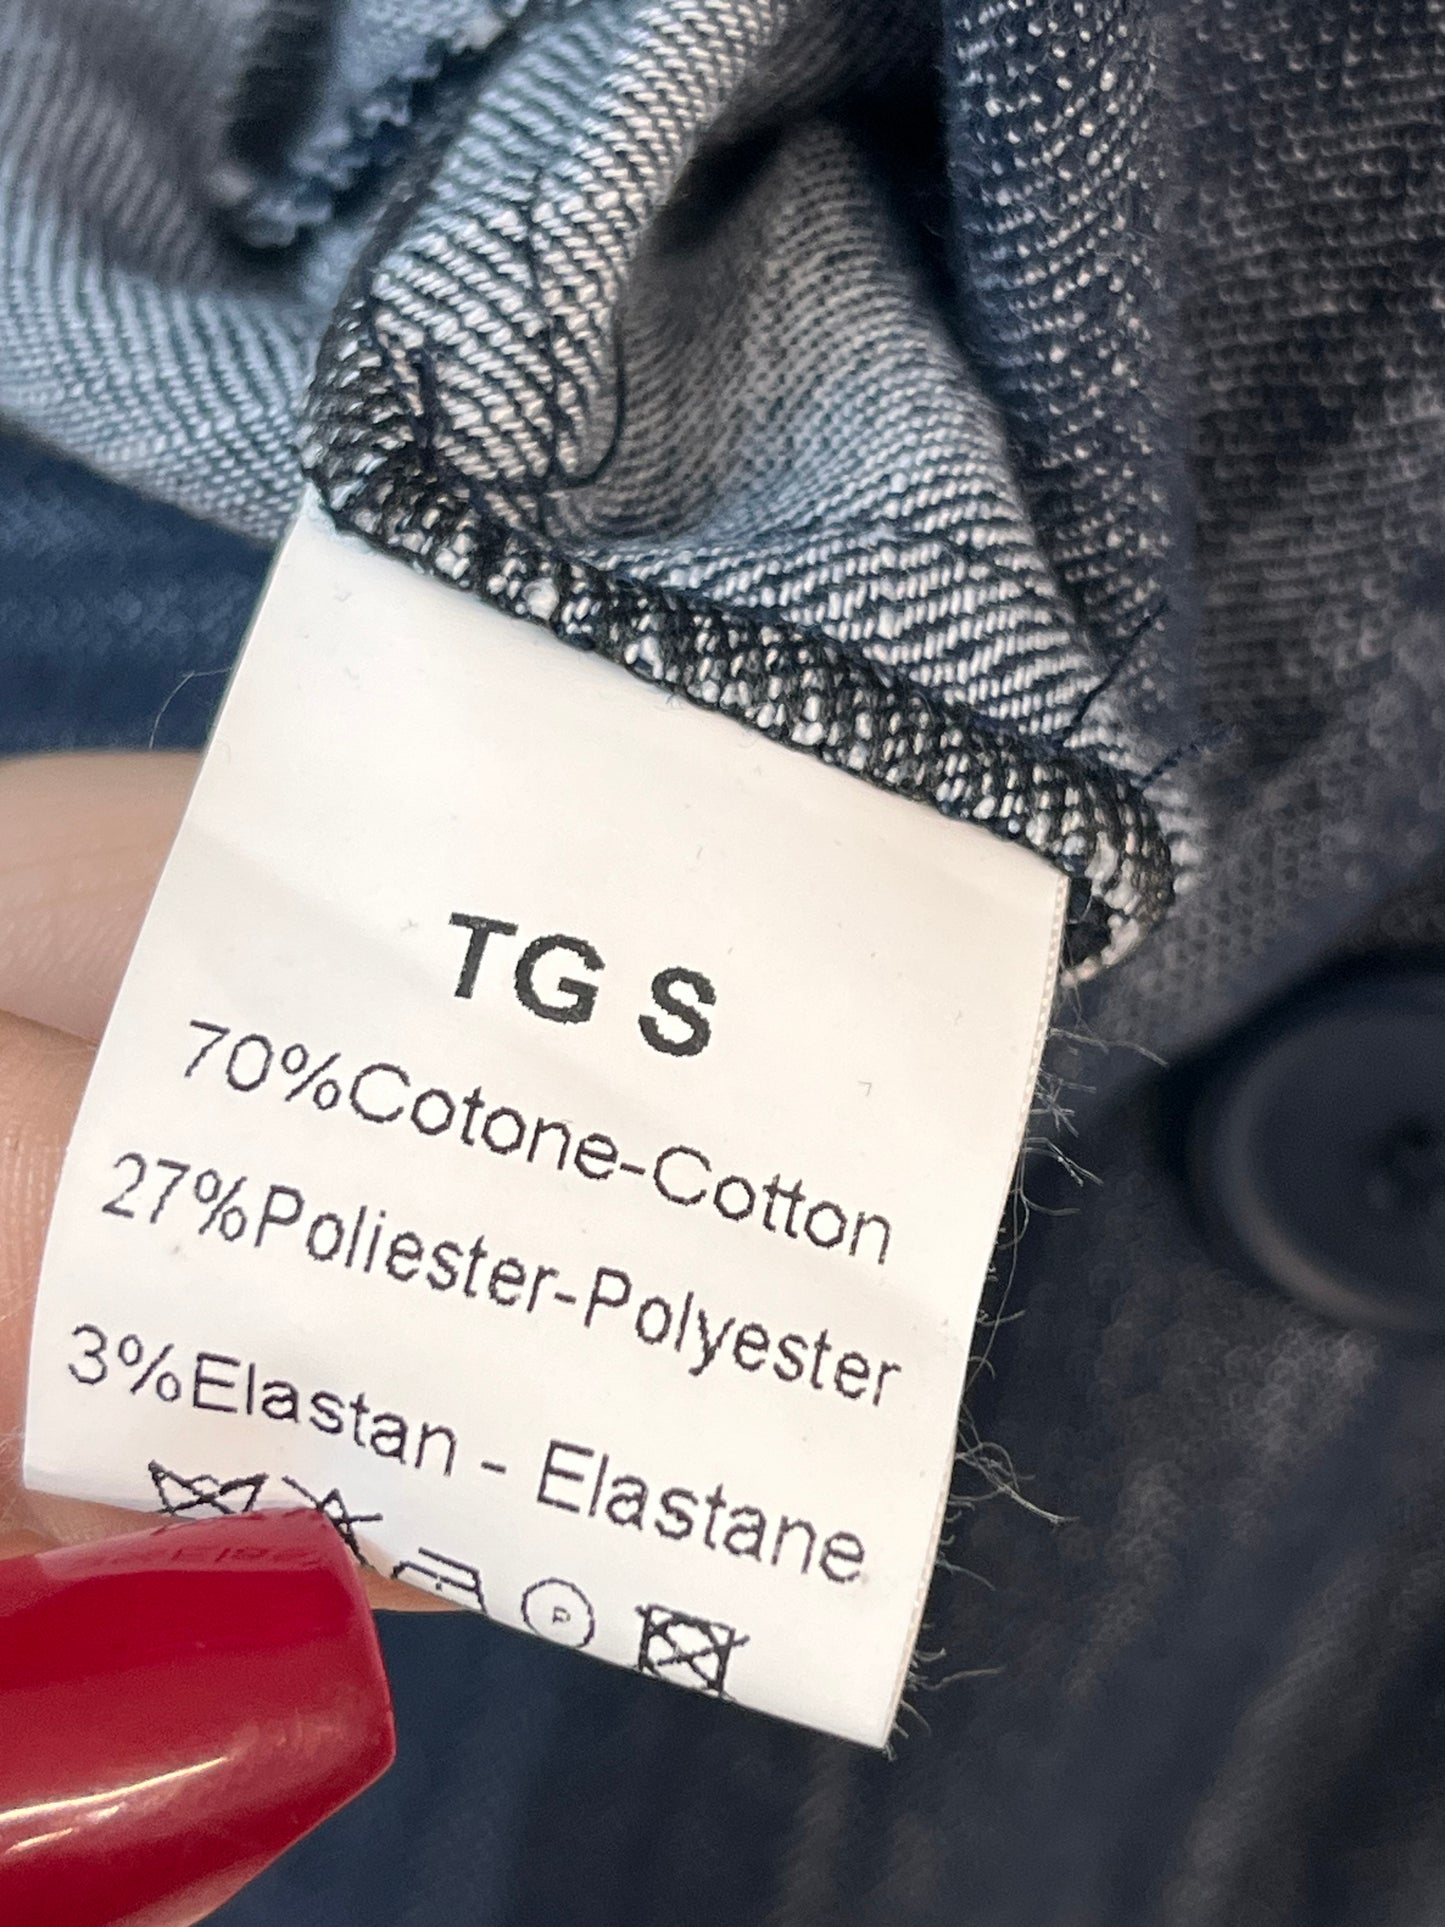 TG S
70%Cotone-Cotton
27%Poliester-Polyester
3%Elastan - Elastane
P